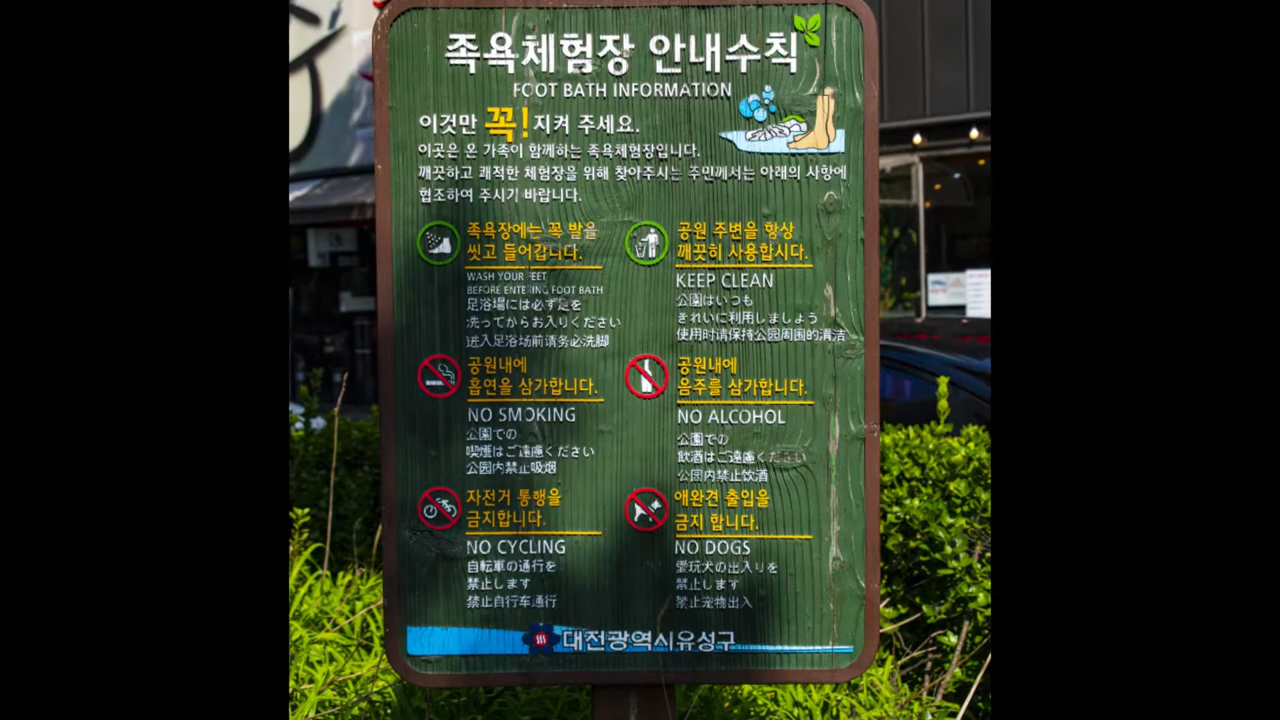 족욕체험장 안내수칙
FOOT BATH INFORMATION
이것만 꼭! 지켜 주세요.
이곳은 온 가족이 함께하는 족욕체험장입니다.
깨끗하고 쾌적한 체험장을 위해 찾아주시는 주민께서는 아래의 사항에
협조하여 주시기 바랍니다.
족욕장에는 꼭 발을
씻고 들어갑니다.
WASH YOUR FEET
BEFORE ENTERING FOOT BATH
足浴場には必ず足を
洗ってからお入りください
进入足浴场前请务必洗脚
공원 주변을 항상
깨끗히 사용합시다.
KEEP CLEAN
公園はいつも
きれいに利用しましょう
使用时请保持公园周围的清洁
공원내에
흡연을 삼가합니다.
NO SMOKING
公園での
喫煙はご遠慮ください
公园内禁止吸烟
공원내에
음주를 삼가합니다.
NO ALCOHOL
公園での
飲酒はご遠慮ください
公园内禁止饮酒
자전거 통행을
금지합니다.
NO CYCLING
自転車の通行を
禁止します
禁止自行车通行
애완견 출입을
금지 합니다.
NO DOGS
愛玩犬の出入りを
禁止します
禁止宠物出入
대전광역시유성구